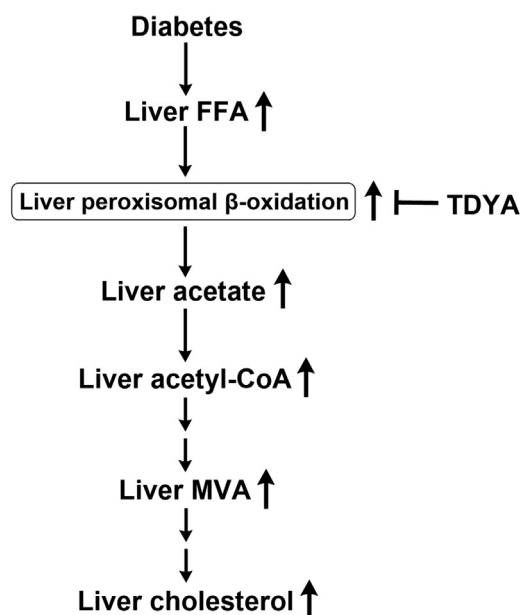 Diabetes
Liver FFA
Liver peroxisomal β-oxidation
TDYA
Liver acetate
Liver acetyl-CoA
Liver MVA
Liver cholesterol